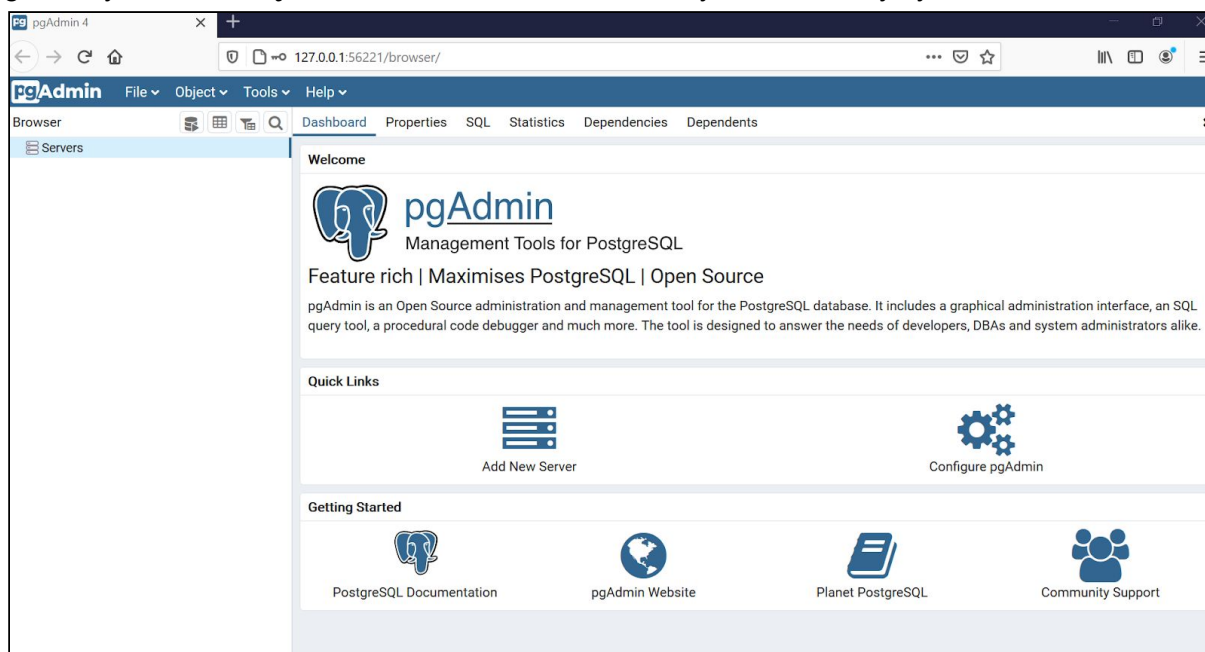 pgAdmin 4
127.0.0.1:56221/browser/
pgAdmin File Object Tools Help
Browser
Dashboard Properties SQL Statistics Dependencies Dependents
Servers
Welcome
pgAdmin
Management Tools for PostgreSQL
Feature rich | Maximises PostgreSQL | Open Source
pgAdmin is an Open Source administration and management tool for the PostgreSQL database. It includes a graphical administration interface, an SQL
query tool, a procedural code debugger and much more. The tool is designed to answer the needs of developers, DBAs and system administrators alike.
Quick Links
Add New Server
Configure pgAdmin
Getting Started
PostgreSQL Documentation
pgAdmin Website
Planet PostgreSQL
Community Support